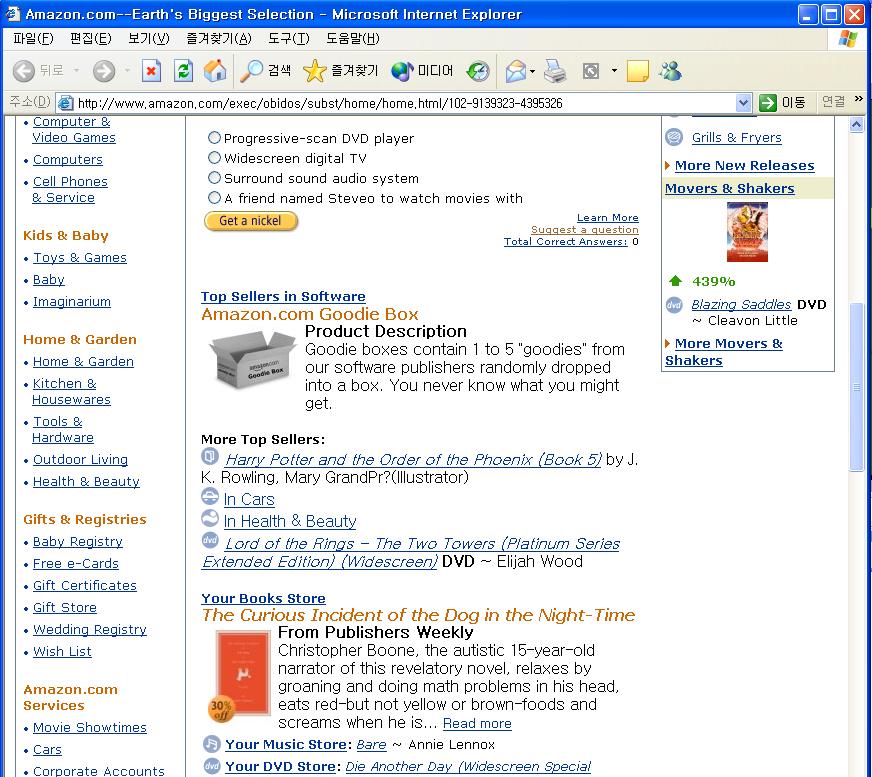 Amazon.com--Earth's Biggest Selection - Microsoft Internet Explorer
파일(F) 편집(E) 보기(V) 즐겨찾기(A) 도구(T) 도움말(H)
뒤로 검색 즐겨찾기 미디어
주소(D) http://www.amazon.com/exec/obidos/subst/home/home.html/102-9139323-4395326 이동 연결 »
• Computer &
Video Games
• Computers
• Cell Phones
& Service
Kids & Baby
• Toys & Games
• Baby
• Imaginarium
Home & Garden
• Home & Garden
• Kitchen &
Housewares
• Tools &
Hardware
• Outdoor Living
• Health & Beauty
Gifts & Registries
• Baby Registry
• Free e-Cards
• Gift Certificates
• Gift Store
• Wedding Registry
• Wish List
Amazon.com
Services
• Movie Showtimes
• Cars
• Corporate Accounts
Progressive-scan DVD player
Widescreen digital TV
Surround sound audio system
A friend named Steveo to watch movies with
Get a nickel
Learn More
Suggest a question
Total Correct Answers: 0
Top Sellers in Software
Amazon.com Goodie Box
amazon.com
Goodie Box
Product Description
Goodie boxes contain 1 to 5 "goodies" from
our software publishers randomly dropped
into a box. You never know what you might
get.
More Top Sellers:
Harry Potter and the Order of the Phoenix (Book 5) by J.
K. Rowling, Mary GrandPr?(Illustrator)
In Cars
In Health & Beauty
dvd Lord of the Rings - The Two Towers (Platinum Series
Extended Edition) (Widescreen) DVD ~ Elijah Wood
Your Books Store
The Curious Incident of the Dog in the Night-Time
30%
off
From Publishers Weekly
Christopher Boone, the autistic 15-year-old
narrator of this revelatory novel, relaxes by
groaning and doing math problems in his head,
eats red-but not yellow or brown-foods and
screams when he is... Read more
Your Music Store: Bare ~ Annie Lennox
dvd Your DVD Store: Die Another Day (Widescreen Special
Grills & Fryers
More New Releases
Movers & Shakers
439%
dvd Blazing Saddles DVD
~ Cleavon Little
More Movers &
Shakers